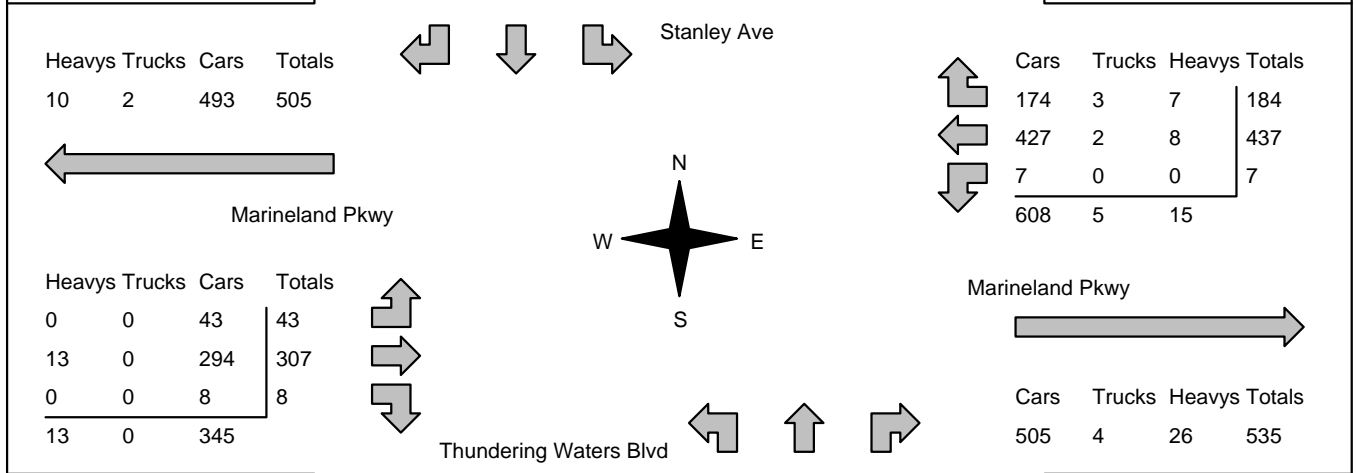 Stanley Ave
Heavys Trucks Cars Totals
10 2 493 505
Cars Trucks Heavys Totals
174 3 7 184
427 2 8 437
7 0 0 7
608 5 15
Marineland Pkwy
N
W E
S
Heavys Trucks Cars Totals
0 0 43 43
13 0 294 307
0 0 8 8
13 0 345
Marineland Pkwy
Cars Trucks Heavys Totals
505 4 26 535
Thundering Waters Blvd